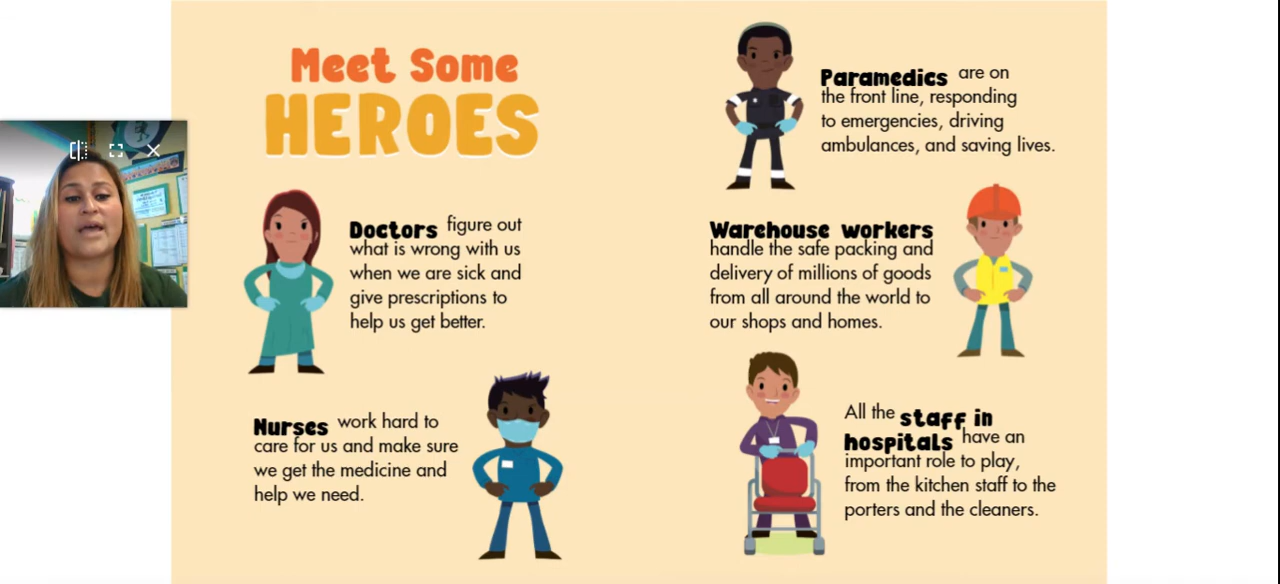 Meet Some
HEROES
Doctors figure out
what is wrong with us
when we are sick and
give prescriptions to
help us get better.
Nurses work hard to
care for us and make sure
we get the medicine and
help we need.
Paramedics are on
the front line, responding
to emergencies, driving
ambulances, and saving lives.
Warehouse workers
handle the safe packing and
delivery of millions of goods
from all around the world to
our shops and homes.
All the staff in
hospitals have an
important role to play,
from the kitchen staff to the
porters and the cleaners.